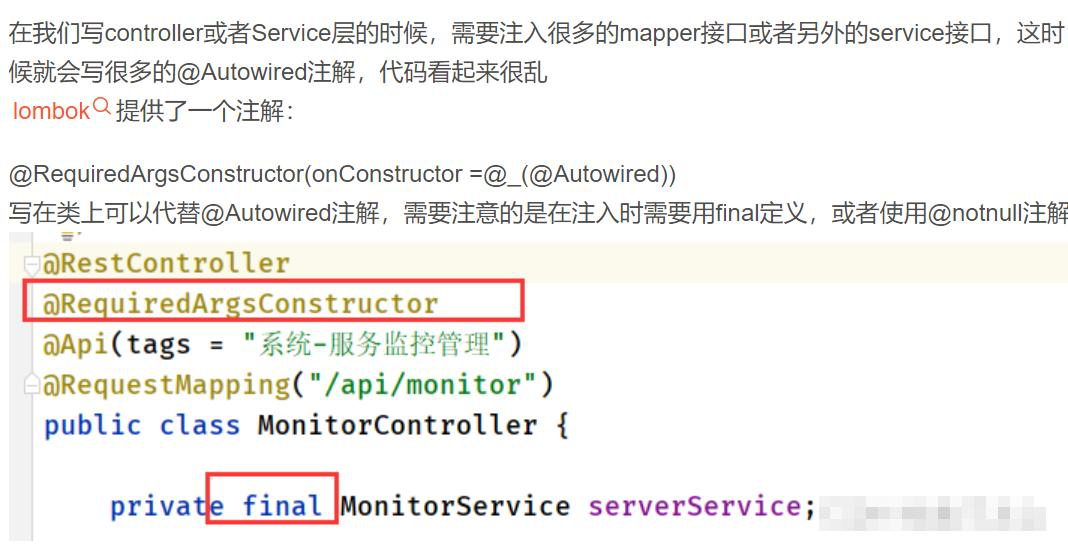 在我们写controller或者Service层的时候，需要注入很多的mapper接口或者另外的service接口，这时
候就会写很多的@Autowired注解，代码看起来很乱
lombok提供了一个注解：
@RequiredArgsConstructor(onConstructor =@_(@Autowired))
写在类上可以代替@Autowired注解，需要注意的是在注入时需要用final定义，或者使用@notnull注解
@RestController
@RequiredArgsConstructor
@Api(tags = "系统-服务监控管理")
@RequestMapping("/api/monitor")
public class MonitorController {
private final MonitorService serverService;